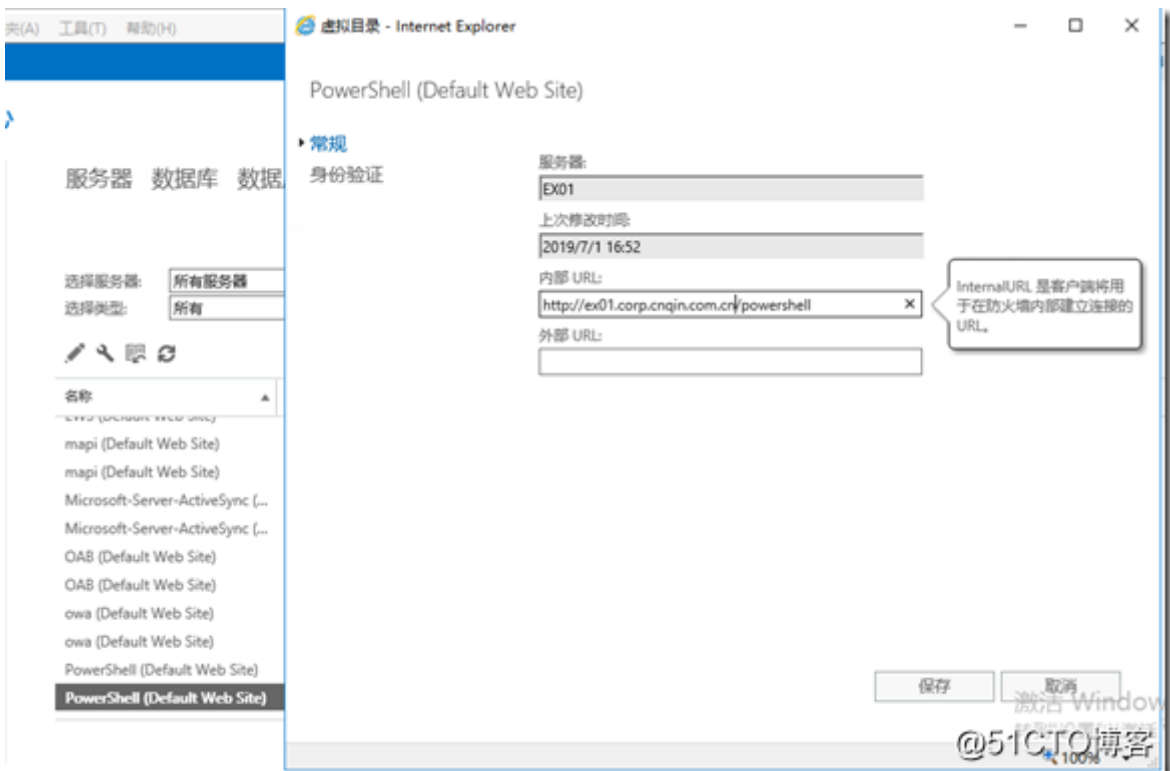 夹(A) 工具(T) 帮助(H)
虚拟目录 - Internet Explorer
PowerShell (Default Web Site)
常规
身份验证
服务器 数据库 数据
选择服务器: 所有服务器
选择类型: 所有
名称
EWS (Default Web Site)
mapi (Default Web Site)
mapi (Default Web Site)
Microsoft-Server-ActiveSync (...
Microsoft-Server-ActiveSync (...
OAB (Default Web Site)
OAB (Default Web Site)
owa (Default Web Site)
owa (Default Web Site)
PowerShell (Default Web Site)
PowerShell (Default Web Site)
服务器:
EX01
上次修改时间:
2019/7/1 16:52
内部 URL:
http://ex01.corp.cnqin.com.cn/powershell
外部 URL:
InternalURL 是客户端将用
于在防火墙内部建立连接的
URL。
保存 取消
激活 Window
@51CTO博客
100%